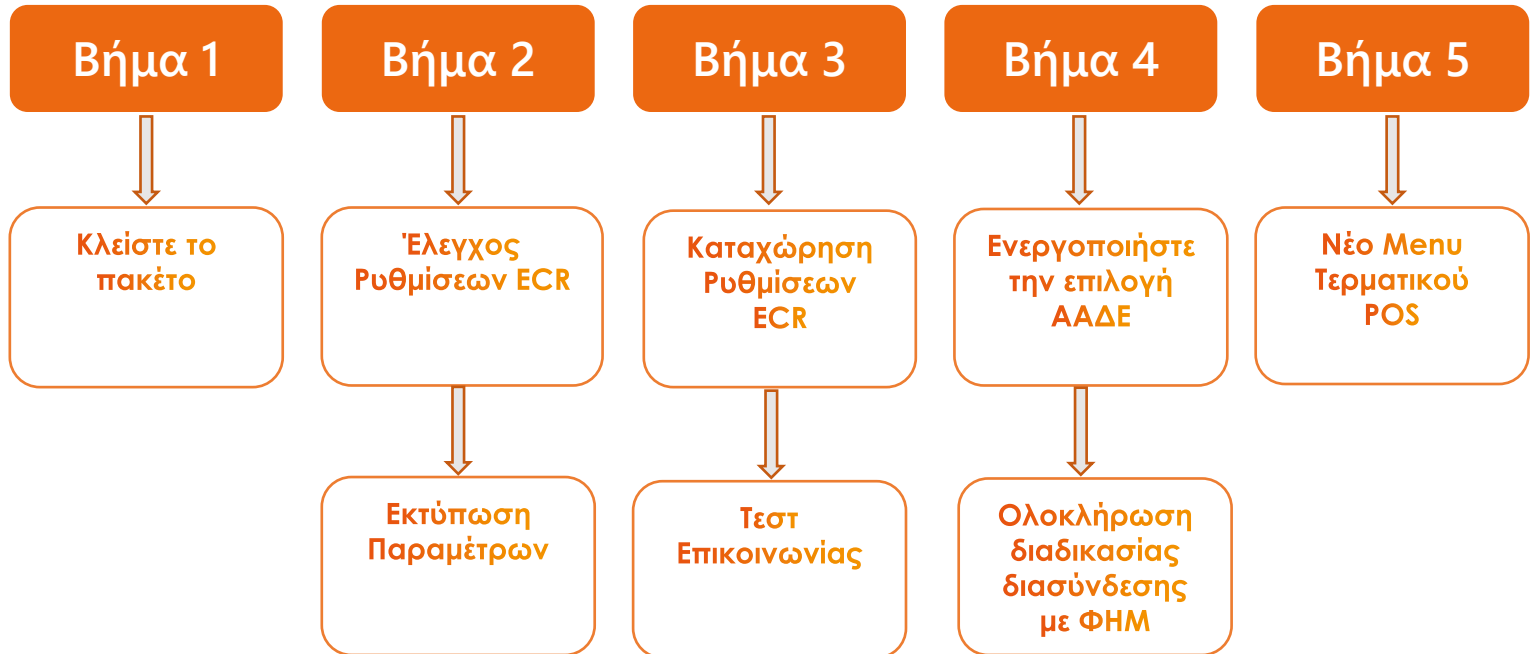 Βήμα 1
Βήμα 2
Βήμα 3
Βήμα 4
Βήμα 5
Κλείστε το
πακέτο
Έλεγχος
Ρυθμίσεων ECR
Καταχώρηση
Ρυθμίσεων
ECR
Ενεργοποιήστε
την επιλογή
ΑΑΔΕ
Νέο Menu
Τερματικού
POS
Εκτύπωση
Παραμέτρων
Τεστ
Επικοινωνίας
Ολοκλήρωση
διαδικασίας
διασύνδεσης
με ΦΗΜ